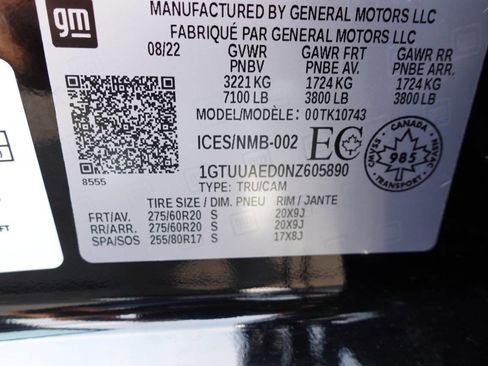 gm
MANUFACTURED BY GENERAL MOTORS LLC
FABRIQUÉ PAR GENERAL MOTORS LLC
08/22 GVWR GAWR FRT GAWR RR
PNBV PNBE AV. PNBE ARR.
3221 KG 1724 KG 1724 KG
7100 LB 3800 LB 3800 LB
MODEL/MODÈLE: 00TK10743
ICES/NMB-002 EC
CANADA
SVMNC 985 NSVAC
TRANSPORT
8555
1GTUUAED0NZ605890
TYPE: TRU/CAM
TIRE SIZE / DIM. PNEU RIM / JANTE
FRT/AV. 275/60R20 S 20X9J
RR/ARR. 275/60R20 S 20X9J
SPA/SOS 255/80R17 S 17X8J